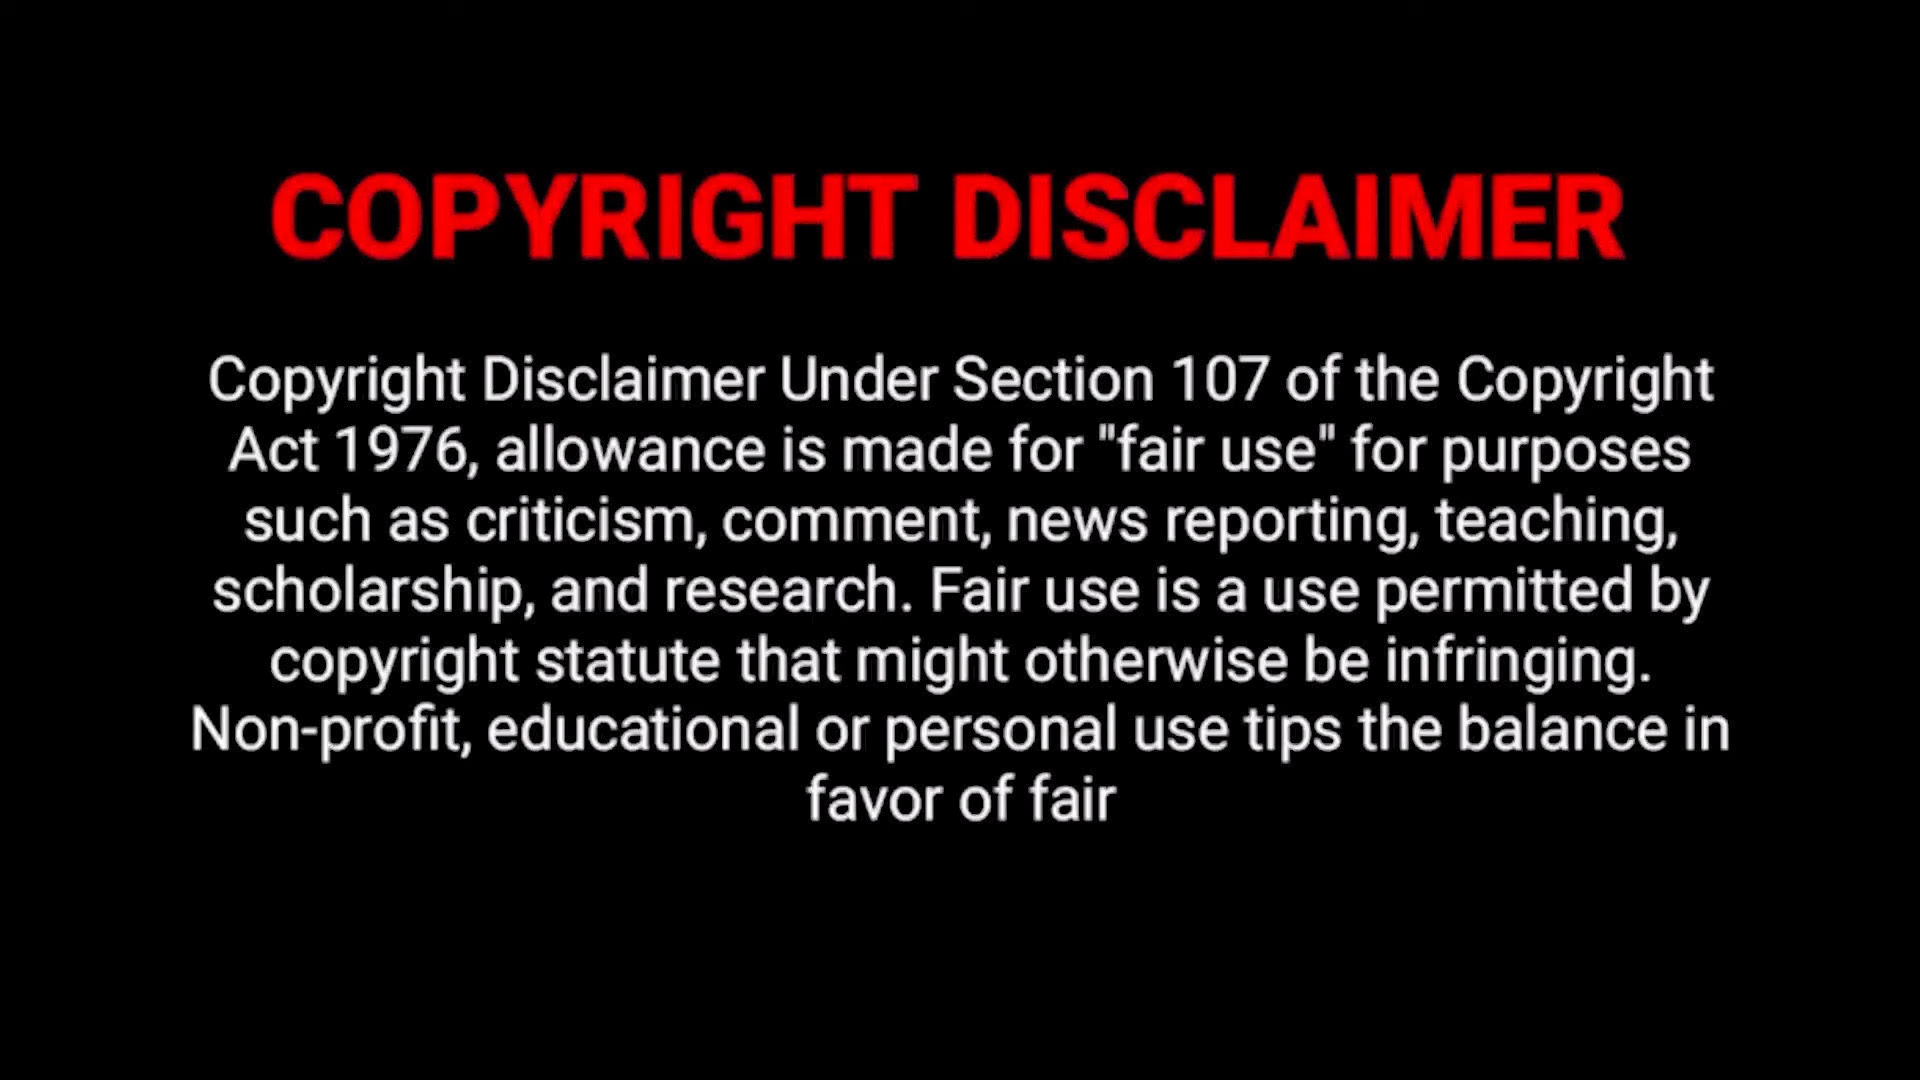 COPYRIGHT DISCLAIMER
Copyright Disclaimer Under Section 107 of the Copyright
Act 1976, allowance is made for "fair use" for purposes
such as criticism, comment, news reporting, teaching,
scholarship, and research. Fair use is a use permitted by
copyright statute that might otherwise be infringing.
Non-profit, educational or personal use tips the balance in
favor of fair